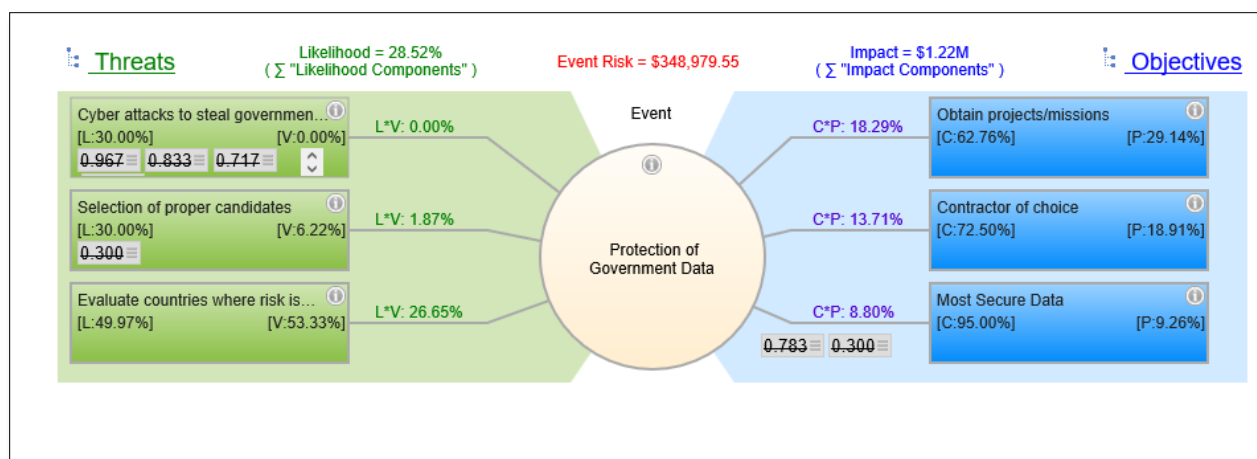 Threats
Likelihood = 28.52%
( ∑ "Likelihood Components" )
Event Risk = $348,979.55
Impact = $1.22M
( ∑ "Impact Components" )
Objectives
Cyber attacks to steal governmen...
[L:30.00%] [V:0.00%]
0.967 0.833 0.717
L*V: 0.00%
Selection of proper candidates
[L:30.00%] [V:6.22%]
0.300
L*V: 1.87%
Evaluate countries where risk is...
[L:49.97%] [V:53.33%]
L*V: 26.65%
Event
Protection of
Government Data
C*P: 18.29%
Obtain projects/missions
[C:62.76%] [P:29.14%]
C*P: 13.71%
Contractor of choice
[C:72.50%] [P:18.91%]
C*P: 8.80%
0.783 0.300
Most Secure Data
[C:95.00%] [P:9.26%]